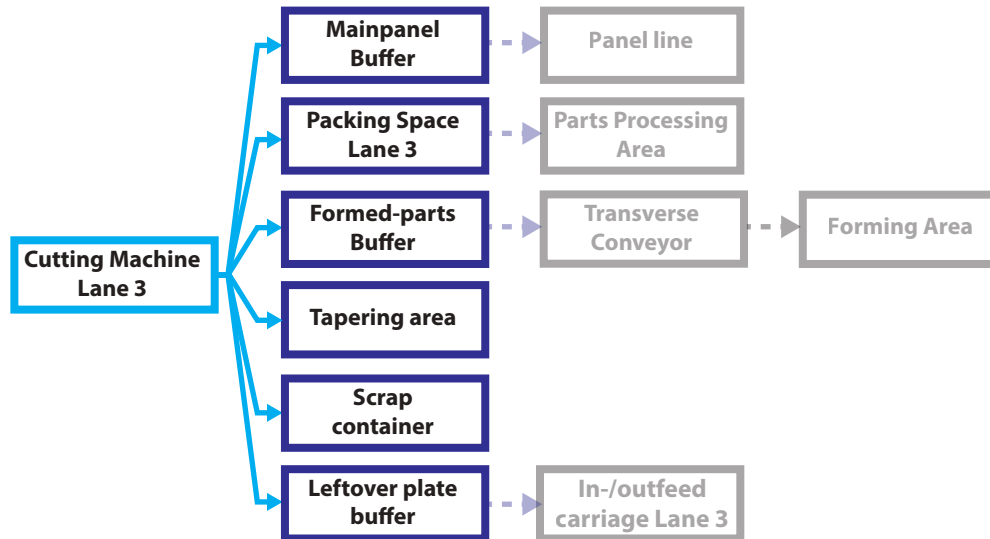 Mainpanel
Buffer
Panel line
Packing Space
Lane 3
Parts Processing
Area
Formed-parts
Buffer
Transverse
Conveyor
Forming Area
Cutting Machine
Lane 3
Tapering area
Scrap
container
Leftover plate
buffer
In-/outfeed
carriage Lane 3